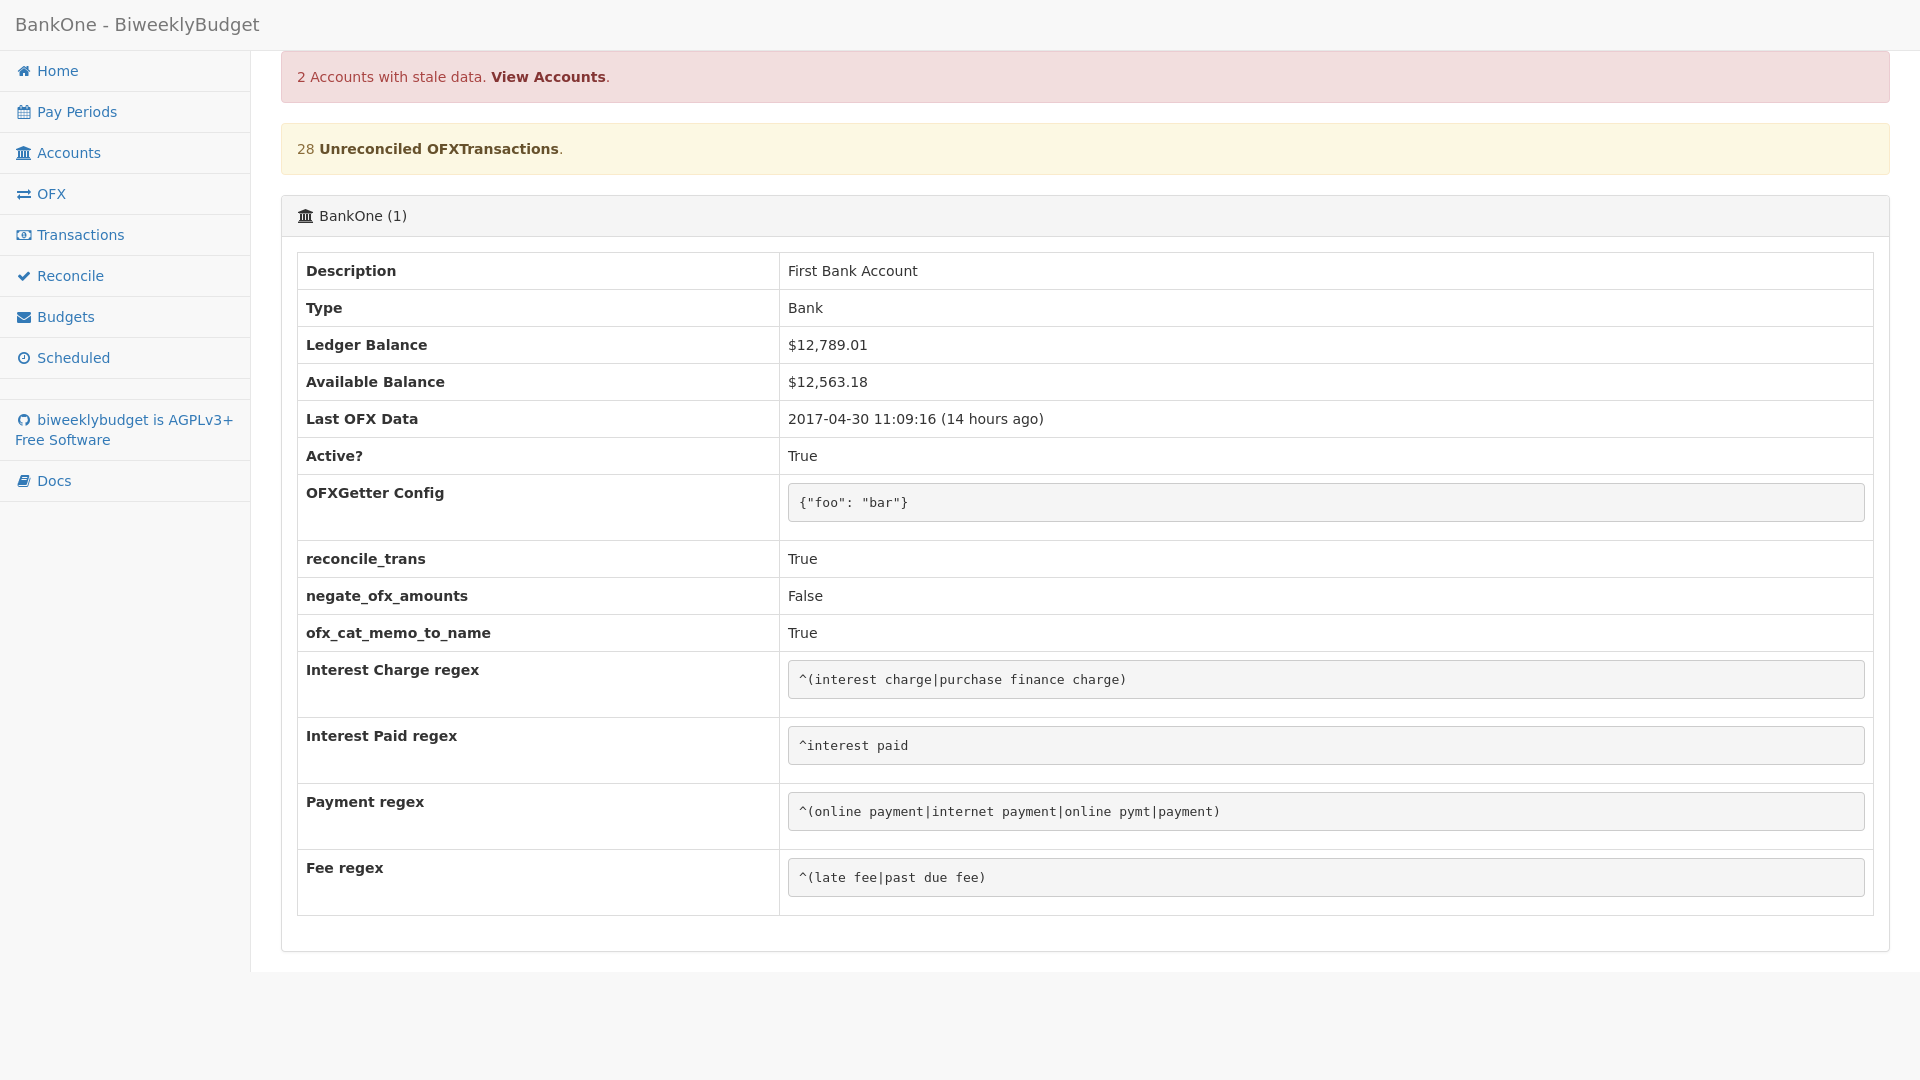 BankOne - BiweeklyBudget
Home
Pay Periods
Accounts
OFX
Transactions
Reconcile
Budgets
Scheduled
biweeklybudget is AGPLv3+
Free Software
Docs
2 Accounts with stale data. View Accounts.
28 Unreconciled OFXTransactions.
BankOne (1)
Description First Bank Account
Type Bank
Ledger Balance $12,789.01
Available Balance $12,563.18
Last OFX Data 2017-04-30 11:09:16 (14 hours ago)
Active? True
OFXGetter Config {"foo": "bar"}
reconcile_trans True
negate_ofx_amounts False
ofx_cat_memo_to_name True
Interest Charge regex ^(interest charge|purchase finance charge)
Interest Paid regex ^interest paid
Payment regex ^(online payment|internet payment|online pymt|payment)
Fee regex ^(late fee|past due fee)